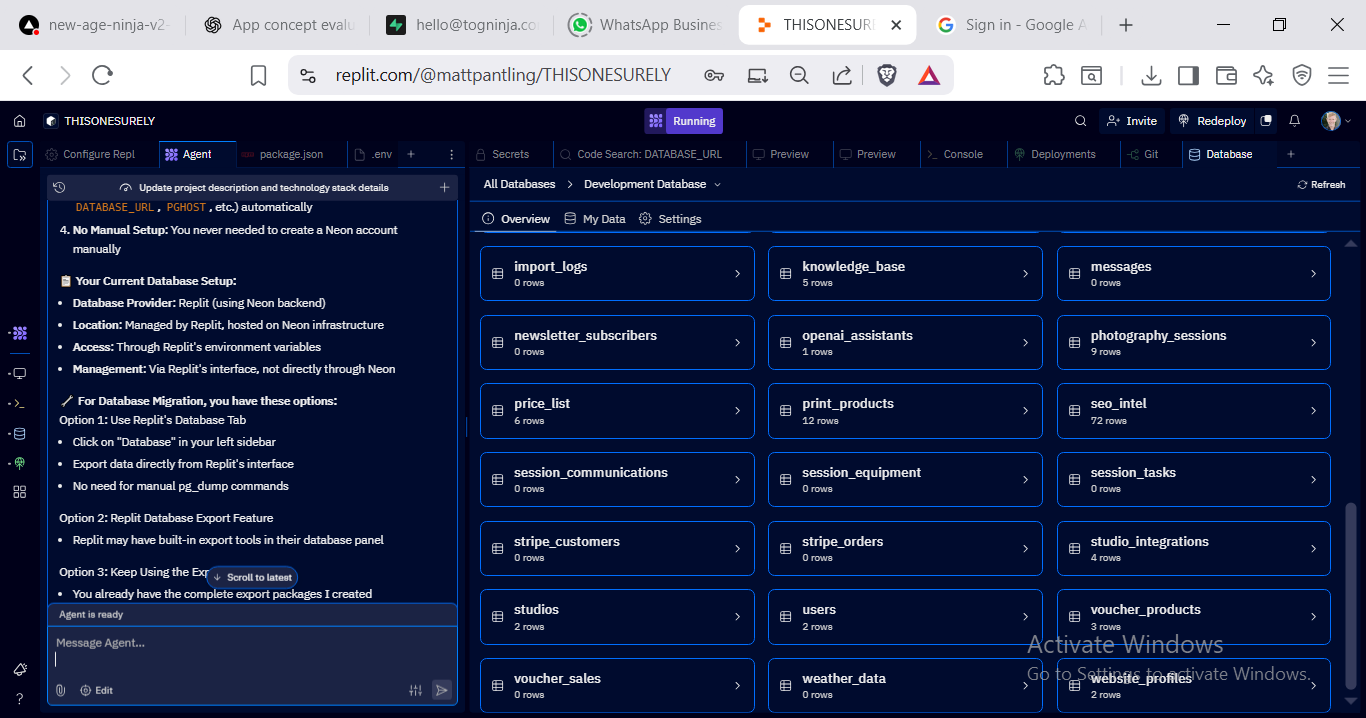 new-age-ninja-v2-
App concept evalu
hello@togninja.co
WhatsApp Busines
THISONESUR
Sign in - Google A
replit.com/@mattpantling/THISONESURELY
THISONESURELY
Running
Invite
Redeploy
Configure Repl
Agent
package.json
.env
Secrets
Code Search: DATABASE_URL
Preview
Preview
Console
Deployments
Git
Database
Update project description and technology stack details
DATABASE_URL, PGHOST, etc.) automatically
4. No Manual Setup: You never needed to create a Neon account
manually
Your Current Database Setup:
• Database Provider: Replit (using Neon backend)
• Location: Managed by Replit, hosted on Neon infrastructure
• Access: Through Replit's environment variables
• Management: Via Replit's interface, not directly through Neon
For Database Migration, you have these options:
Option 1: Use Replit's Database Tab
• Click on "Database" in your left sidebar
• Export data directly from Replit's interface
• No need for manual pg_dump commands
Option 2: Replit Database Export Feature
• Replit may have built-in export tools in their database panel
Option 3: Keep Using the Exp
Scroll to latest
• You already have the complete export packages I created
Agent is ready
Message Agent...
Edit
All Databases > Development Database
Refresh
Overview
My Data
Settings
import_logs
0 rows
knowledge_base
5 rows
messages
0 rows
newsletter_subscribers
0 rows
openai_assistants
1 rows
photography_sessions
9 rows
price_list
6 rows
print_products
12 rows
seo_intel
72 rows
session_communications
0 rows
session_equipment
0 rows
session_tasks
0 rows
stripe_customers
0 rows
stripe_orders
0 rows
studio_integrations
4 rows
studios
2 rows
users
2 rows
voucher_products
3 rows
voucher_sales
0 rows
weather_data
0 rows
website_profiles
2 rows
Activate Windows
Go to Settings to activate Windows.